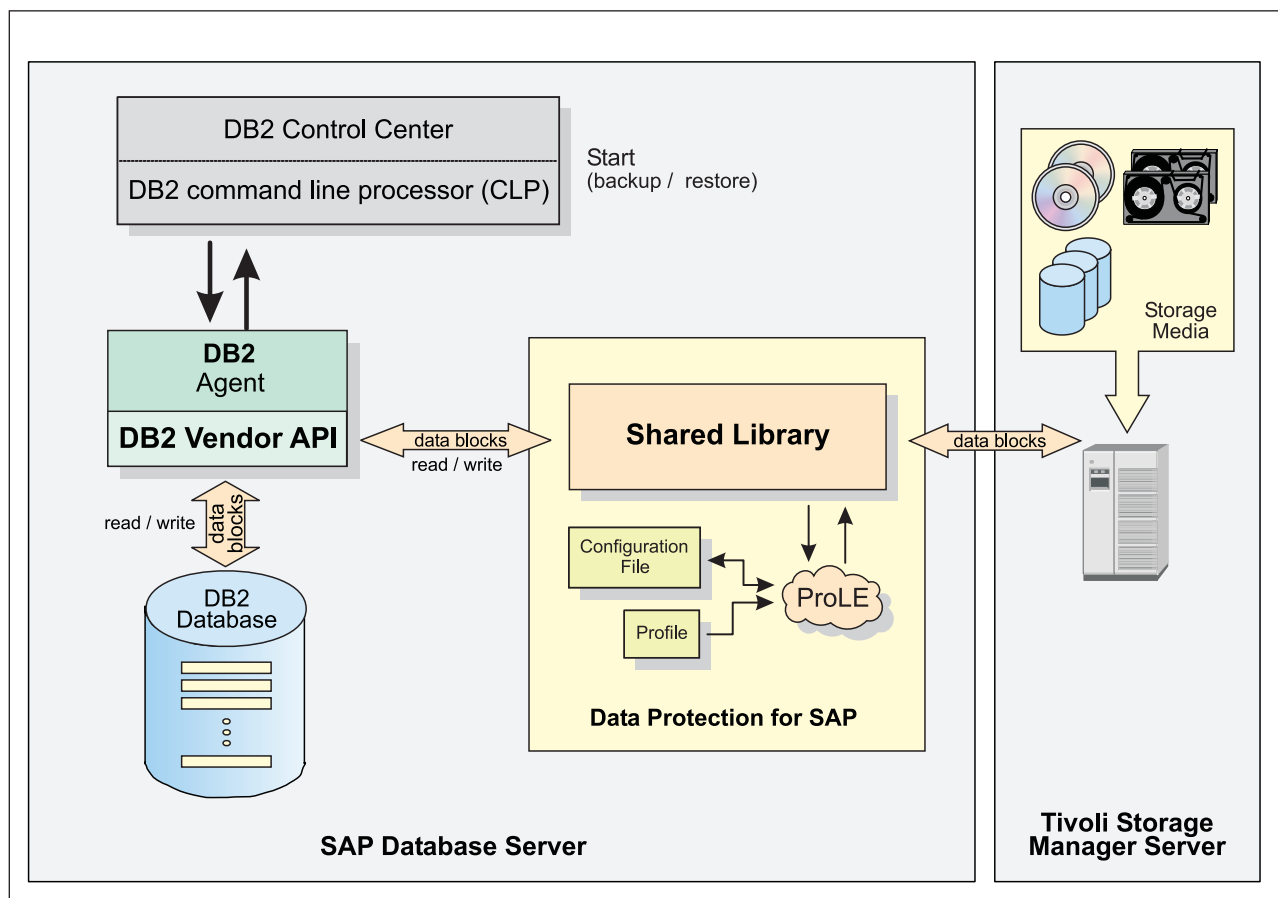 DB2 Control Center
DB2 command line processor (CLP)
Start
(backup / restore)
DB2
Agent
DB2 Vendor API
data blocks
read / write
Shared Library
data blocks
Storage
Media
read / write
data
blocks
Configuration
File
ProLE
Profile
DB2
Database
Data Protection for SAP
SAP Database Server
Tivoli Storage
Manager Server